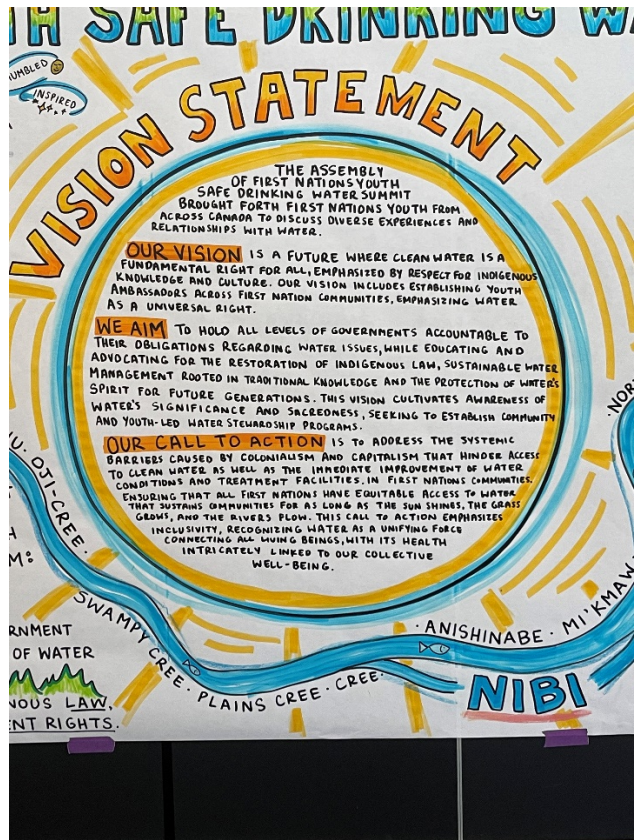 TH SAFE DRINKING WA
HUMBLED
INSPIRED
VISION STATEMENT
THE ASSEMBLY
OF FIRST NATIONS YOUTH
SAFE DRINKING WATER SUMMIT
BROUGHT FORTH FIRST NATIONS YOUTH FROM
ACROSS CANADA TO DISCUSS DIVERSE EXPERIENCES AND
RELATIONSHIPS WITH WATER.
OUR VISION IS A FUTURE WHERE CLEAN WATER IS A
FUNDAMENTAL RIGHT FOR ALL, EMPHASIZED BY RESPECT FOR INDIGENOUS
KNOWLEDGE AND CULTURE. OUR VISION INCLUDES ESTABLISHING YOUTH
AMBASSADORS ACROSS FIRST NATION COMMUNITIES, EMPHASIZING WATER
AS A UNIVERSAL RIGHT.
WE AIM TO HOLD ALL LEVELS OF GOVERNMENTS ACCOUNTABLE TO
THEIR OBLIGATIONS REGARDING WATER ISSUES, WHILE EDUCATING AND
ADVOCATING FOR THE RESTORATION OF INDIGENOUS LAW, SUSTAINABLE WATER
MANAGEMENT ROOTED IN TRADITIONAL KNOWLEDGE AND THE PROTECTION OF WATER'S
SPIRIT FOR FUTURE GENERATIONS. THIS VISION CULTIVATES AWARENESS OF
WATER'S SIGNIFICANCE AND SACREDNESS, SEEKING TO ESTABLISH COMMUNITY
AND YOUTH-LED WATER STEWARDSHIP PROGRAMS.
OUR CALL TO ACTION IS TO ADDRESS THE SYSTEMIC
BARRIERS CAUSED BY COLONIALISM AND CAPITALISM THAT HINDER ACCESS
TO CLEAN WATER AS WELL AS THE IMMEDIATE IMPROVEMENT OF WATER
CONDITIONS AND TREATMENT FACILITIES, IN FIRST NATIONS COMMUNITIES.
ENSURING THAT ALL FIRST NATIONS HAVE EQUITABLE ACCESS TO WATER
THAT SUSTAINS COMMUNITIES FOR AS LONG AS THE SUN SHINES, THE GRASS
GROWS, AND THE RIVERS FLOW. THIS CALL TO ACTION EMPHASIZES
INCLUSIVITY, RECOGNIZING WATER AS A UNIFYING FORCE
CONNECTING ALL LIVING BEINGS, WITH ITS HEALTH
INTRICATELY LINKED TO OUR COLLECTIVE
WELL-BEING.
U. OJI-CREE.
M:
SWAMPY CREE. PLAINS CREE. CREE.
· ANISHINABE · MI'KMAW
NOR
RNMENT
OF WATER
NOUS LAW,
ENT RIGHTS.
NIBI